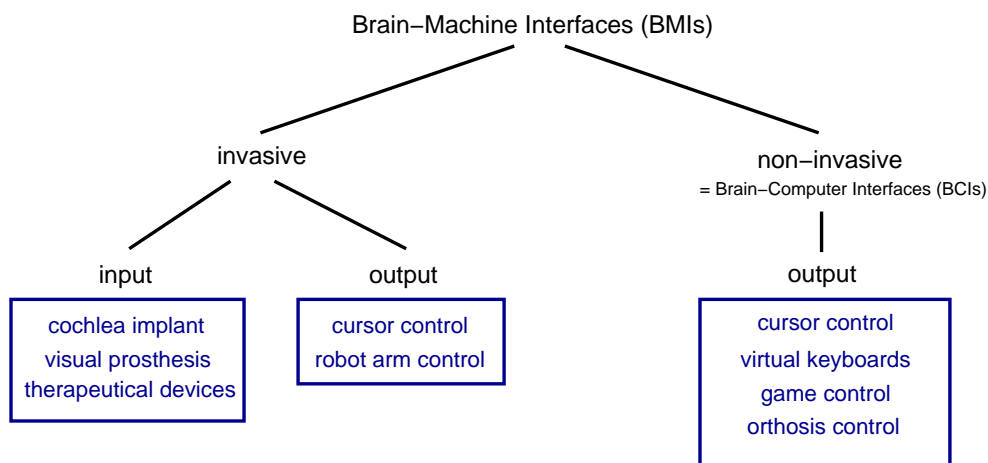 Brain−Machine Interfaces (BMIs)
invasive
non−invasive
= Brain−Computer Interfaces (BCIs)
input
output
output
cochlea implant
visual prosthesis
therapeutical devices
cursor control
robot arm control
cursor control
virtual keyboards
game control
orthosis control